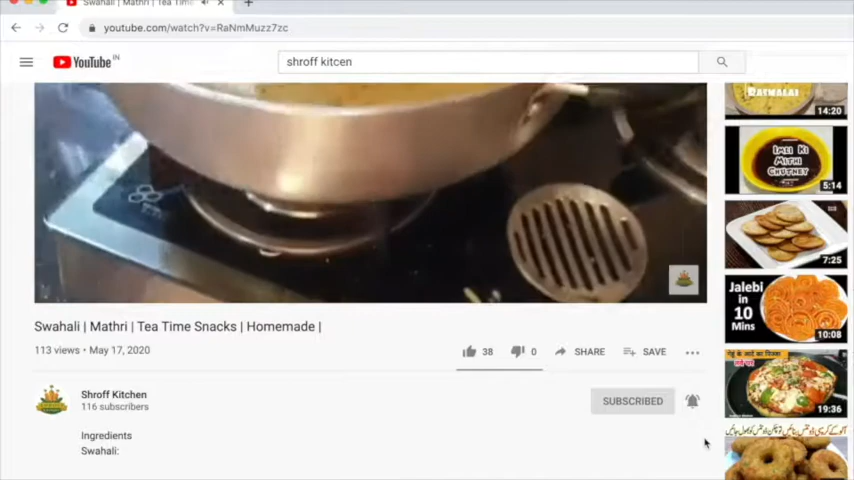 Swahali | Mathri | Tea Time
youtube.com/watch?v=RaNmMuzz7zc
YouTube IN
shroff kitcen
14:20
IMLI KI
MITHI
CHUTNEY
5:14
7:25
Jalebi
in 10
Mins
10:08
19:36
Swahali | Mathri | Tea Time Snacks | Homemade |
113 views • May 17, 2020
38
0
SHARE
SAVE
Shroff Kitchen
116 subscribers
SUBSCRIBED
Ingredients
Swahali: